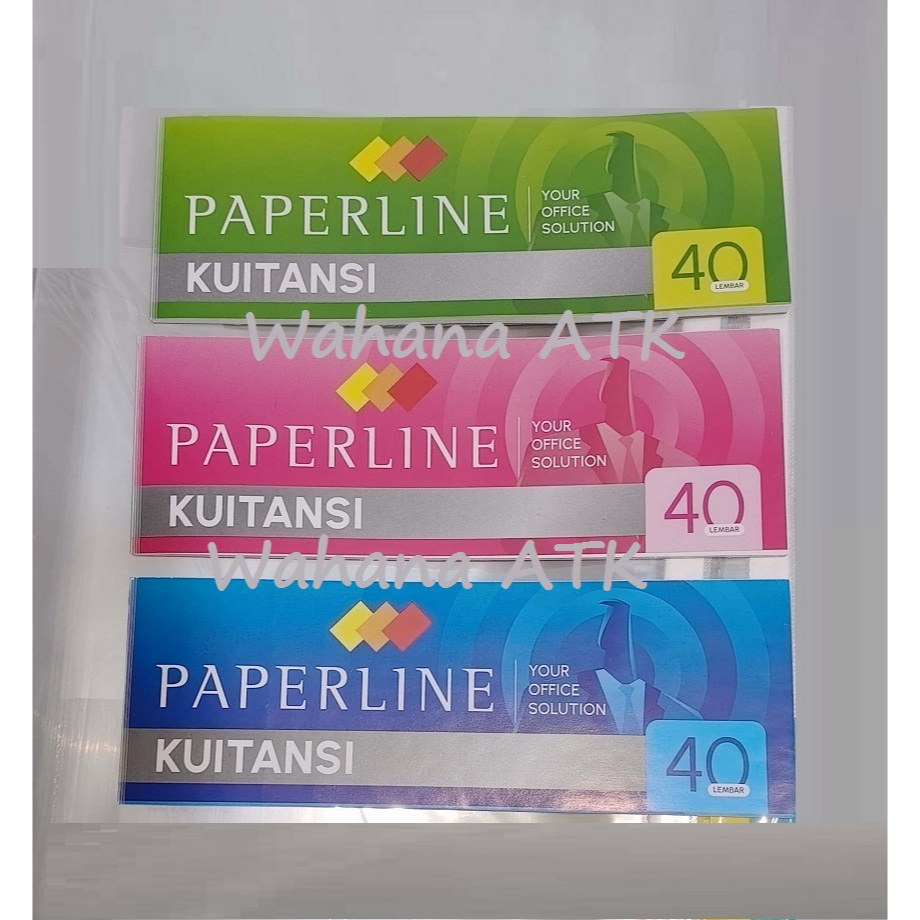 PAPERLINE
YOUR
OFFICE
SOLUTION
KUITANSI
40
LEMBAR
Wahana ATK
PAPERLINE
YOUR
OFFICE
SOLUTION
KUITANSI
40
LEMBAR
Wahana ATK
PAPERLINE
YOUR
OFFICE
SOLUTION
KUITANSI
40
LEMBAR